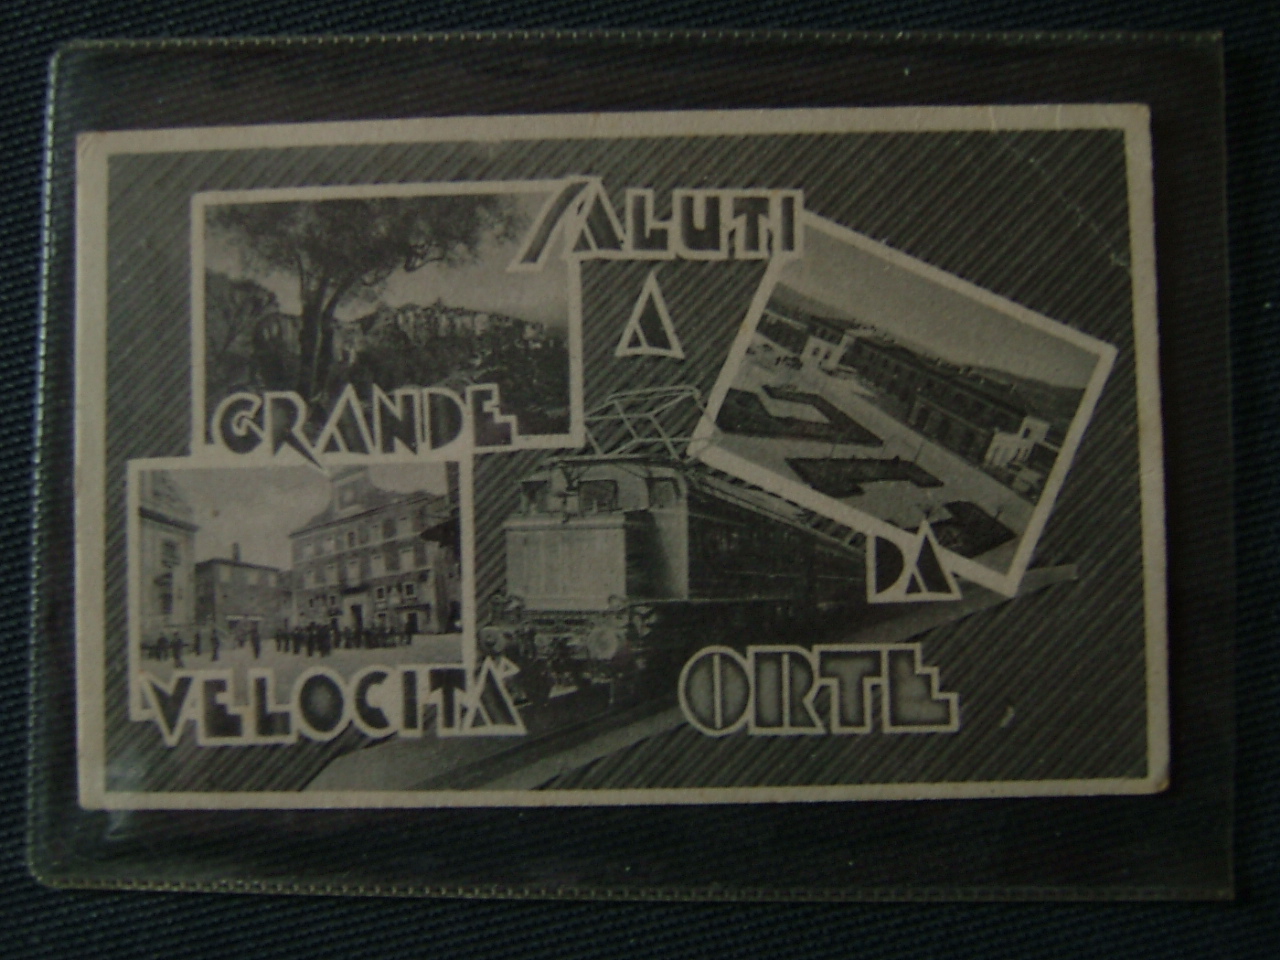 SALUTI
A
GRANDE
VELOCITÀ
DA
ORTE